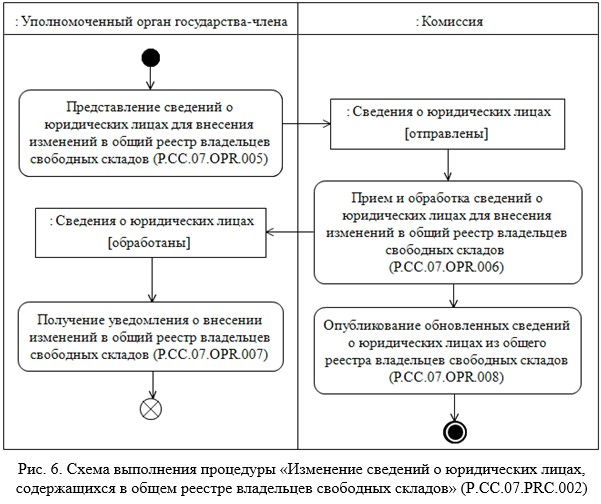 : Уполномоченный орган государства-члена
: Комиссия
Представление сведений о
юридических лицах для внесения
изменений в общий реестр владельцев
свободных складов (P.CC.07.OPR.005)
: Сведения о юридических лицах
[отправлены]
Прием и обработка сведений о
юридических лицах для внесения
изменений в общий реестр владельцев
свободных складов
(P.CC.07.OPR.006)
: Сведения о юридических лицах
[обработаны]
Получение уведомления о внесении
изменений в общий реестр владельцев
свободных складов (P.CC.07.OPR.007)
Опубликование обновленных сведений
о юридических лицах из общего
реестра владельцев свободных складов
(P.CC.07.OPR.008)
Рис. 6. Схема выполнения процедуры «Изменение сведений о юридических лицах,
содержащихся в общем реестре владельцев свободных складов» (P.CC.07.PRC.002)